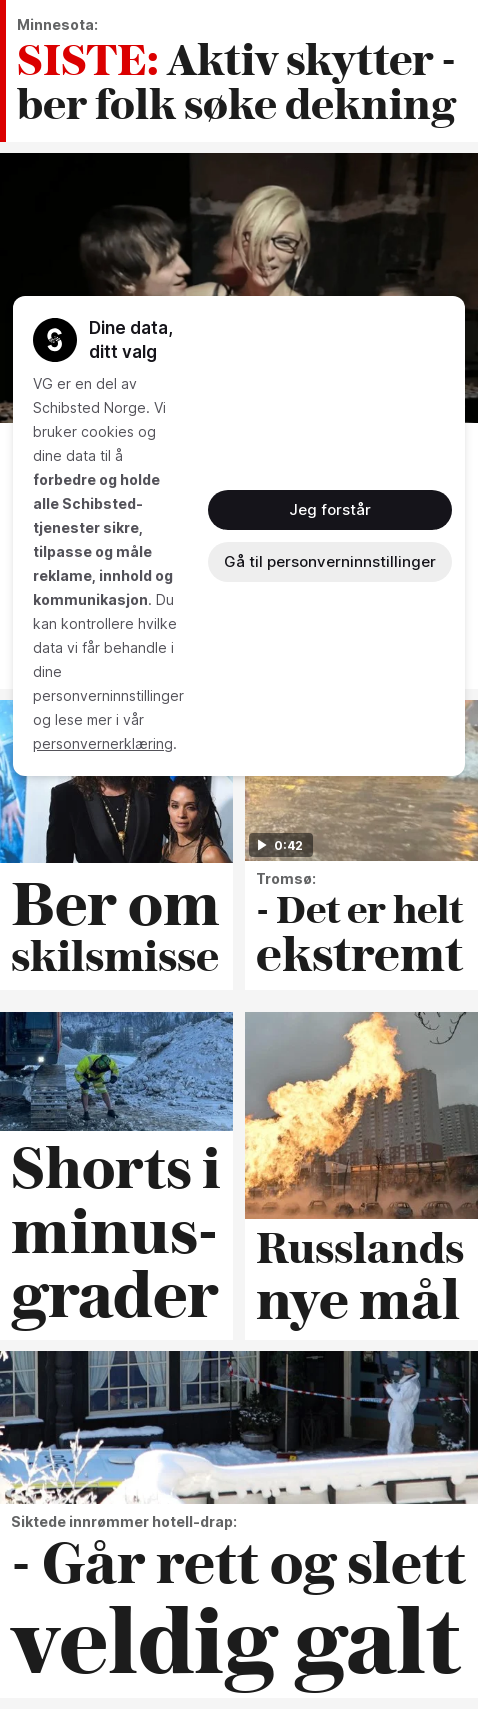 Minnesota:
SISTE: Aktiv skytter -
ber folk søke dekning
Dine data,
ditt valg
VG er en del av
Schibsted Norge. Vi
bruker cookies og
dine data til å
forbedre og holde
alle Schibsted-
tjenester sikre,
tilpasse og måle
reklame, innhold og
kommunikasjon. Du
kan kontrollere hvilke
data vi får behandle i
dine
personverninnstillinger
og lese mer i vår
personvernerklæring.
Jeg forstår
Gå til personverninnstillinger
Ber om
skilsmisse
0:42
Tromsø:
- Det er helt
ekstremt
Shorts i
minus-
grader
Russlands
nye mål
Siktede innrømmer hotell-drap:
- Går rett og slett
veldig galt